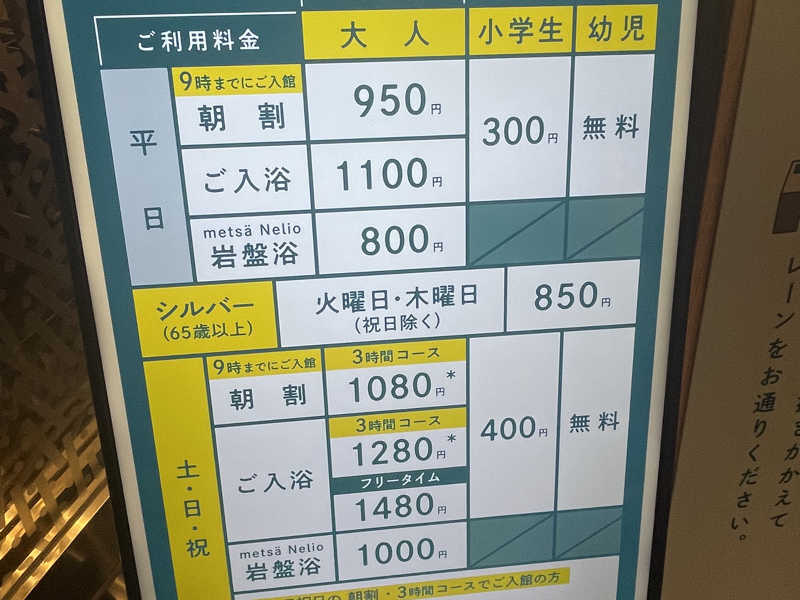 ご利用料金 大人 小学生 幼児
平日
9時までにご入館
朝割 950円 300円 無料
ご入浴 1100円
metsä Nelio
岩盤浴 800円
シルバー
(65歳以上)
火曜日・木曜日
(祝日除く)
850円
土・日・祝
9時までにご入館 3時間コース
朝割 1080円* 400円 無料
3時間コース
ご入浴 1280円*
フリータイム
1480円
metsä Nelio
岩盤浴 1000円
朝割・3時間コースでご入館の方
レーンをお通りください。